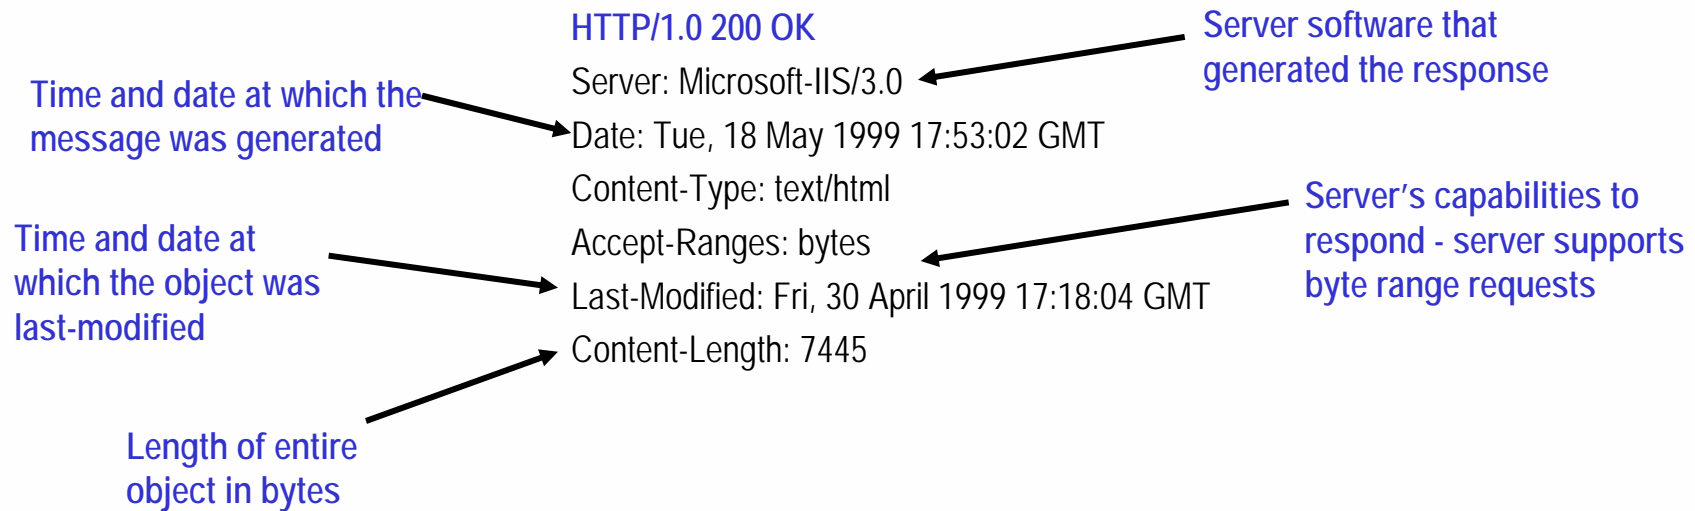 HTTP/1.0 200 OK
Server: Microsoft-IIS/3.0
Date: Tue, 18 May 1999 17:53:02 GMT
Content-Type: text/html
Accept-Ranges: bytes
Last-Modified: Fri, 30 April 1999 17:18:04 GMT
Content-Length: 7445
Server software that
generated the response
Time and date at which the
message was generated
Server's capabilities to
respond - server supports
byte range requests
Time and date at
which the object was
last-modified
Length of entire
object in bytes